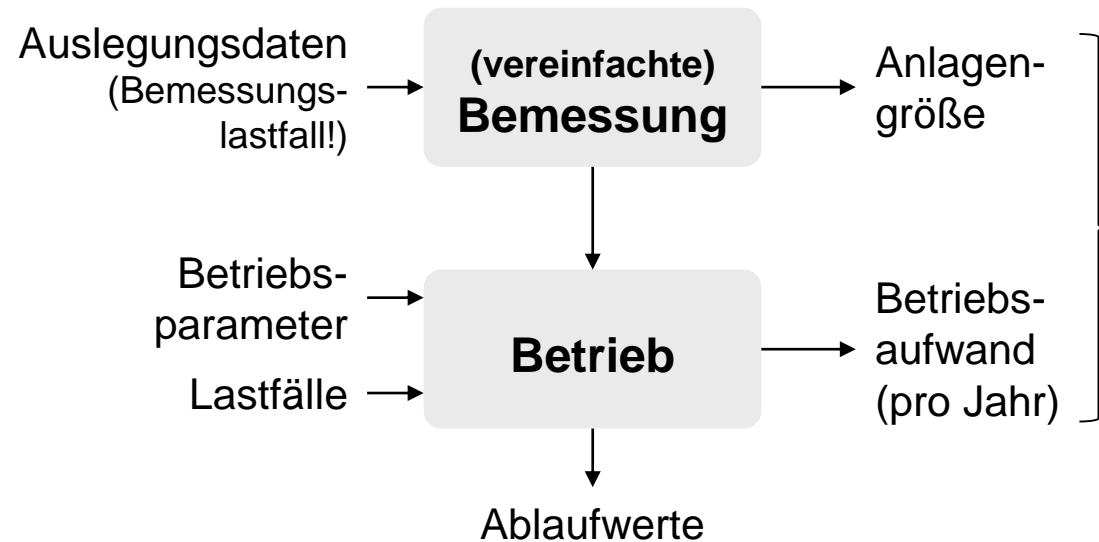 Auslegungsdaten
(Bemessungs-
lastfall!)
(vereinfachte)
Bemessung
Anlagen-
größe
Betriebs-
parameter
Lastfälle
Betrieb
Betriebs-
aufwand
(pro Jahr)
Ablaufwerte